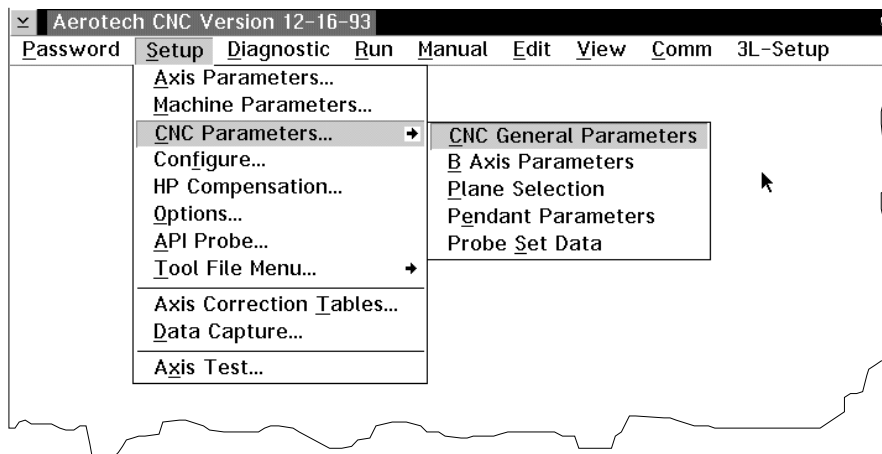 Aerotech CNC Version 12-16-93
Password Setup Diagnostic Run Manual Edit View Comm 3L-Setup
Axis Parameters...
Machine Parameters...
CNC Parameters...
Configure...
HP Compensation...
Options...
API Probe...
Tool File Menu...
Axis Correction Tables...
Data Capture...
Axis Test...
CNC General Parameters
B Axis Parameters
Plane Selection
Pendant Parameters
Probe Set Data